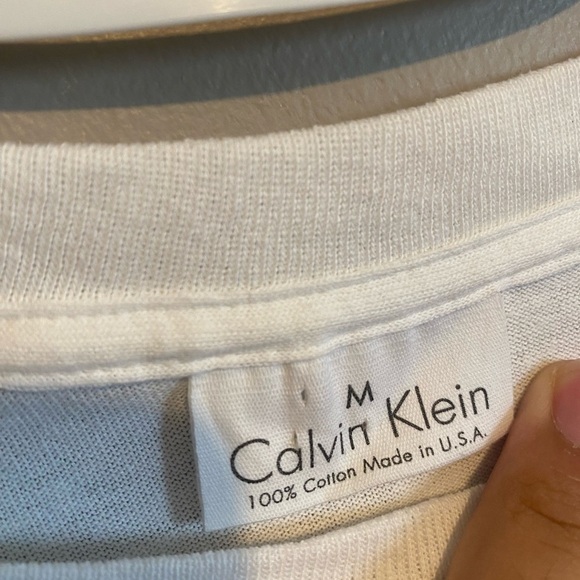 M
Calvin Klein
100% Cotton Made in U.S.A.